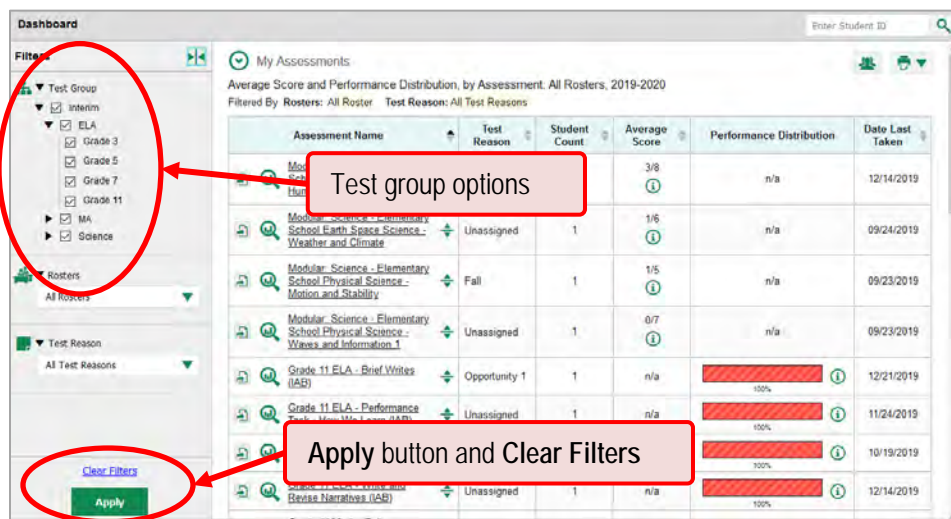 Dashboard
Enter Student ID
Filters
Test Group
Interim
ELA
Grade 3
Grade 5
Grade 7
Grade 11
MA
Science
Rosters
All Rosters
Test Reason
All Test Reasons
Clear Filters
Apply
My Assessments
Average Score and Performance Distribution, by Assessment: All Rosters, 2019-2020
Filtered By Rosters: All Roster Test Reason: All Test Reasons
Assessment Name
Test Reason
Student Count
Average Score
Performance Distribution
Date Last Taken
3/8
n/a
12/14/2019
Test group options
Modular: Science - Elementary
School Earth Space Science -
Weather and Climate
Unassigned
1
1/6
n/a
09/24/2019
Modular: Science - Elementary
School Physical Science -
Motion and Stability
Fall
1
1/5
n/a
09/23/2019
Modular: Science - Elementary
School Physical Science -
Waves and Information 1
Unassigned
1
0/7
n/a
09/23/2019
Grade 11 ELA - Brief Writes
(IAB)
Opportunity 1
1
n/a
100%
12/21/2019
Grade 11 ELA - Performance
Unassigned
1
n/a
100%
11/24/2019
Apply button and Clear Filters
100%
10/19/2019
Revise Narratives (IAB)
Unassigned
1
n/a
100%
12/14/2019